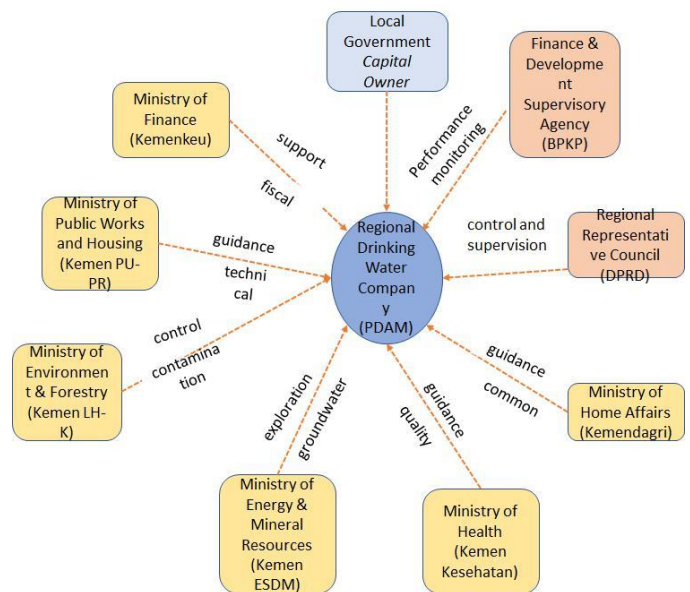 Local
Government
Capital
Owner
Finance &
Developme
nt
Supervisory
Agency
(BPKP)
Ministry of
Finance
(Kemenkeu)
support
fiscal
Performance
monitoring
Ministry of
Public Works
and Housing
(Kemen PU-
PR)
guidance
techni
cal
Regional
Drinking
Water
Compan
y
(PDAM)
control and
supervision
Regional
Representati
ve Council
(DPRD)
Ministry of
Environmen
t & Forestry
(Kemen LH-
K)
control
contamina
tion
exploration
groundwater
guidance
quality
guidance
common
Ministry of
Home Affairs
(Kemendagri)
Ministry of
Energy &
Mineral
Resources
(Kemen
ESDM)
Ministry of
Health
(Kemen
Kesehatan)